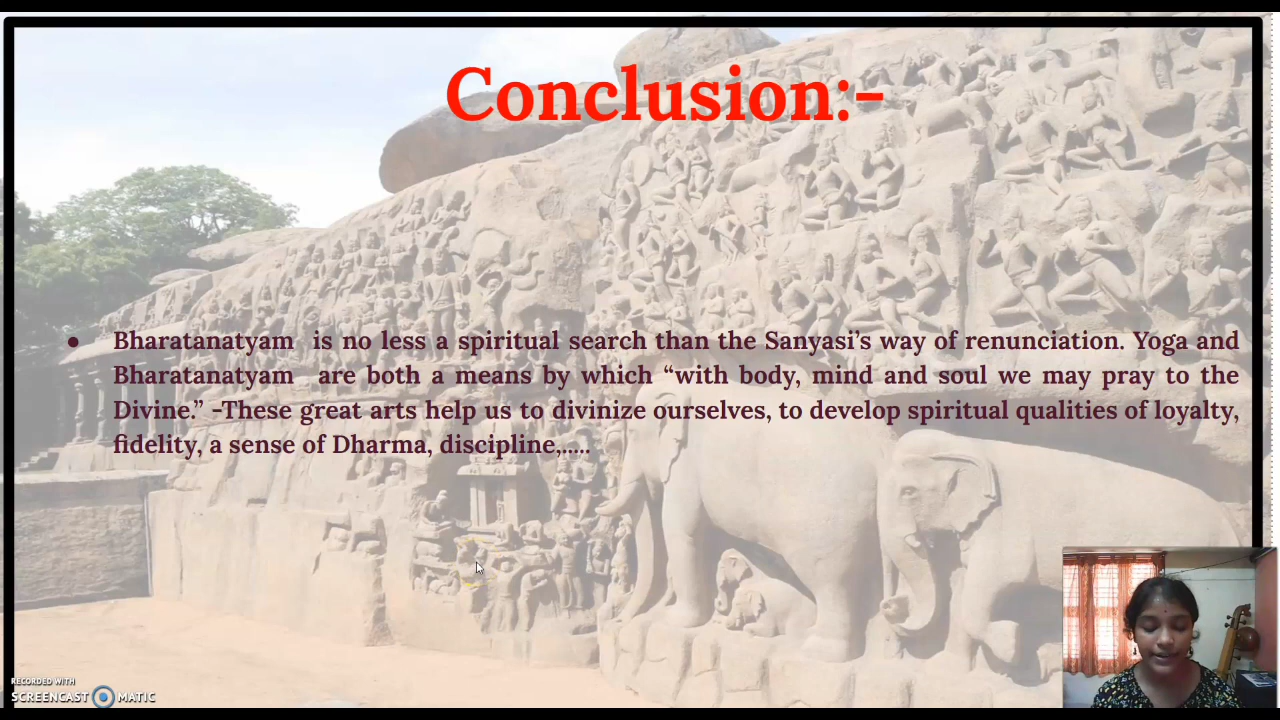 Conclusion:-
● Bharatanatyam is no less a spiritual search than the Sanyasi’s way of renunciation. Yoga and
Bharatanatyam are both a means by which “with body, mind and soul we may pray to the
Divine.” -These great arts help us to divinize ourselves, to develop spiritual qualities of loyalty,
fidelity, a sense of Dharma, discipline,.....
RECORDED WITH
SCREENCAST MATIC